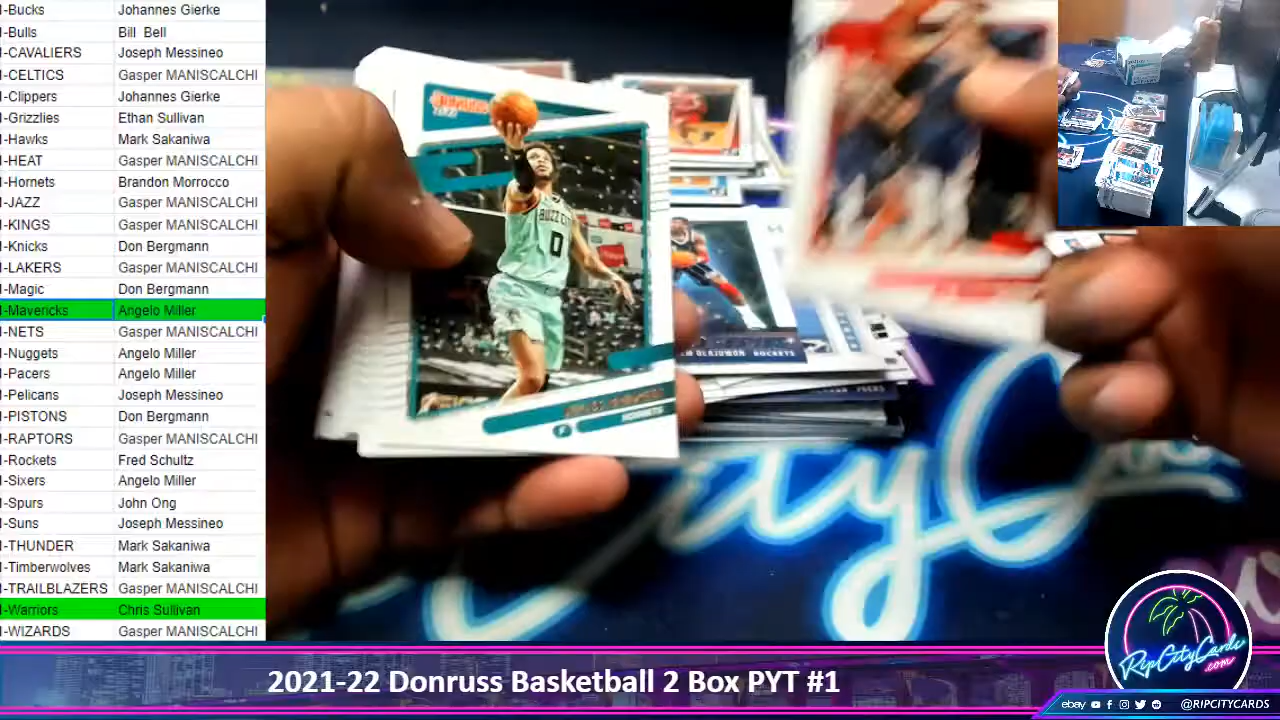 I-Bucks Johannes Gierke
I-Bulls Bill Bell
I-CAVALIERS Joseph Messineo
I-CELTICS Gasper MANISCALCHI
I-Clippers Johannes Gierke
I-Grizzlies Ethan Sullivan
I-Hawks Mark Sakaniwa
I-HEAT Gasper MANISCALCHI
I-Hornets Brandon Morrocco
I-JAZZ Gasper MANISCALCHI
I-KINGS Gasper MANISCALCHI
I-Knicks Don Bergmann
I-LAKERS Gasper MANISCALCHI
I-Magic Don Bergmann
I-Mavericks Angelo Miller
I-NETS Gasper MANISCALCHI
I-Nuggets Angelo Miller
I-Pacers Angelo Miller
I-Pelicans Joseph Messineo
I-PISTONS Don Bergmann
I-RAPTORS Gasper MANISCALCHI
I-Rockets Fred Schultz
I-Sixers Angelo Miller
I-Spurs John Ong
I-Suns Joseph Messineo
I-THUNDER Mark Sakaniwa
I-Timberwolves Mark Sakaniwa
I-TRAILBLAZERS Gasper MANISCALCHI
I-Warriors Chris Sullivan
I-WIZARDS Gasper MANISCALCHI
BUZZ CITY
0
HORNETS
ROCKETS
ityC
RipCityCards
.com
2021-22 Donruss Basketball 2 Box PYT #1
ebay @RIPCITYCARDS